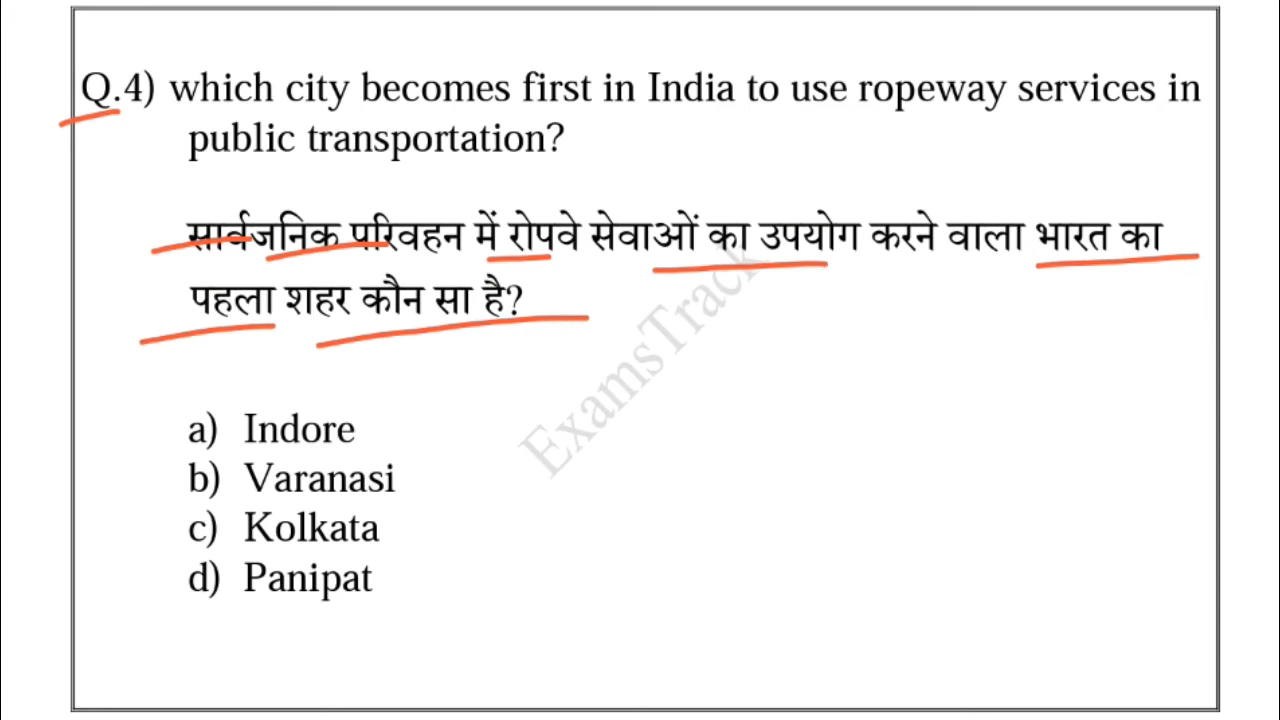 Q.4) which city becomes first in India to use ropeway services in
public transportation?
सार्वजनिक परिवहन में रोपवे सेवाओं का उपयोग करने वाला भारत का
पहला शहर कौन सा है?
ExamsTrack
a) Indore
b) Varanasi
c) Kolkata
d) Panipat